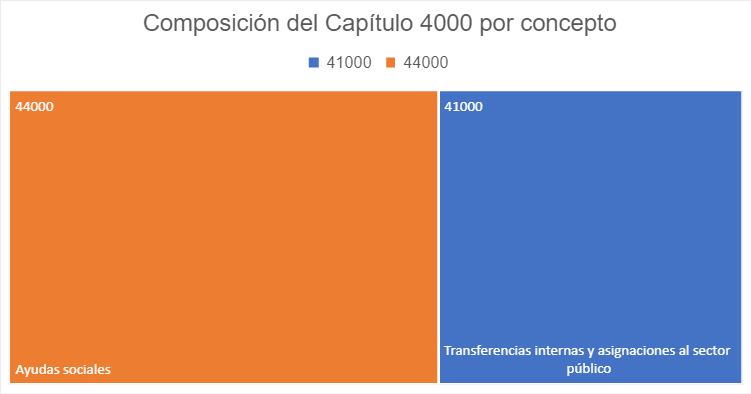 Composición del Capítulo 4000 por concepto
41000 44000
44000
41000
Ayudas sociales
Transferencias internas y asignaciones al sector
público